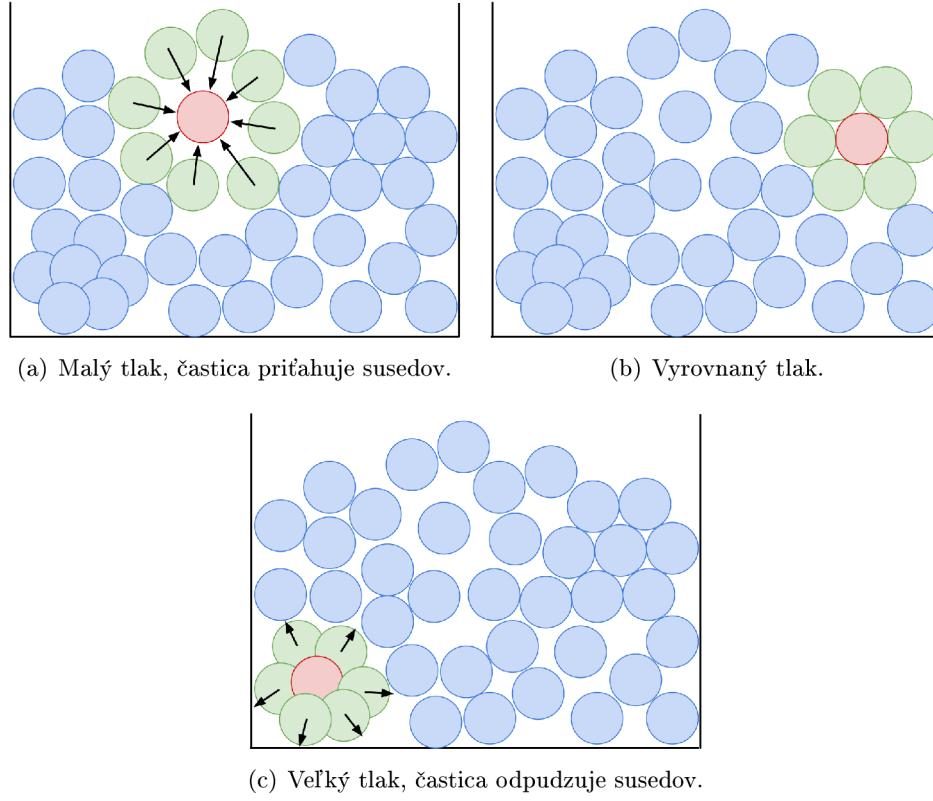 (a) Malý tlak, častica priťahuje susedov.
(b) Vyrovnaný tlak.
(c) Veľký tlak, častica odpudzuje susedov.